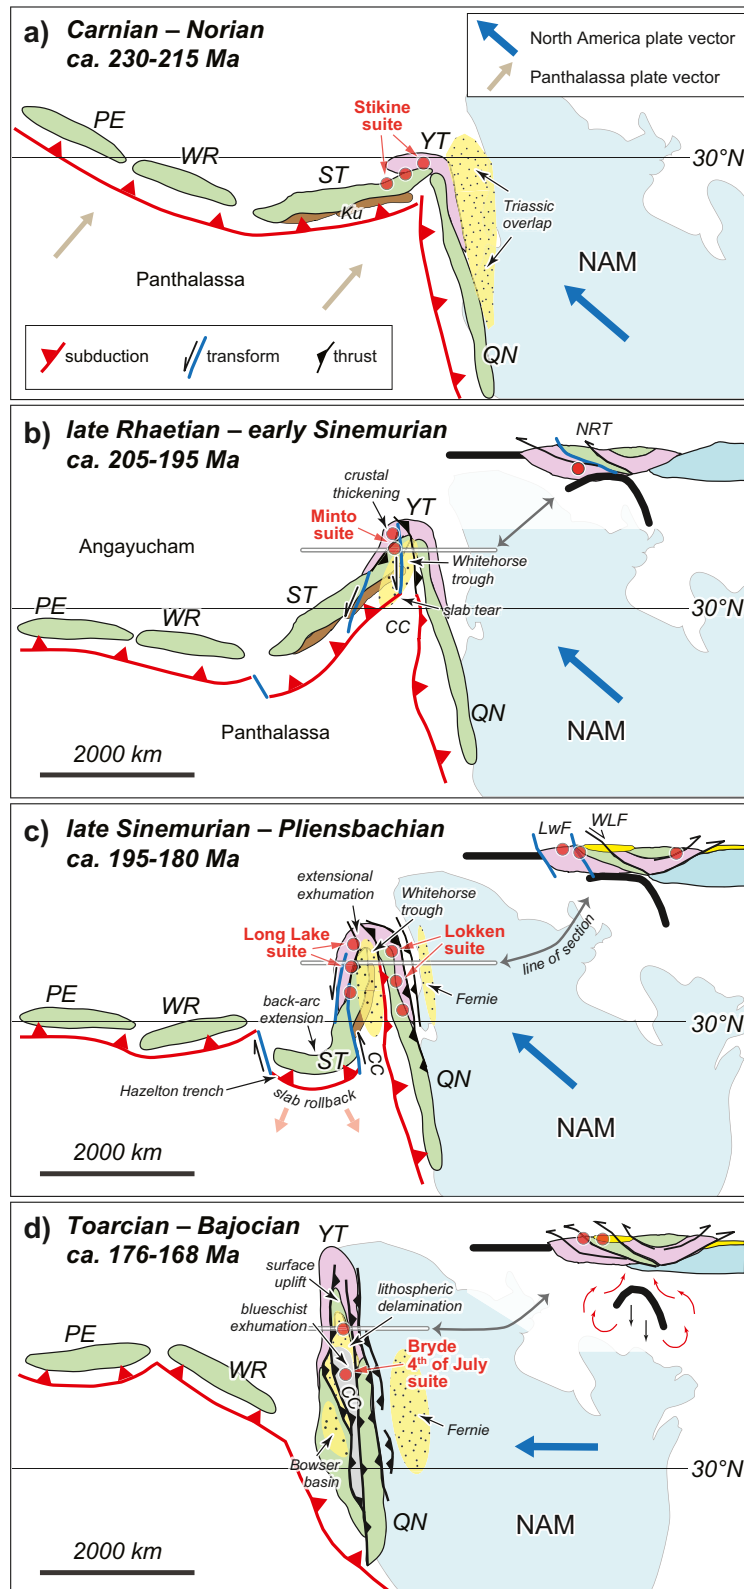 a) Carnian – Norian
ca. 230-215 Ma
North America plate vector
Panthalassa plate vector
PE
WR
Stikine
suite
YT
ST
Ku
30°N
Triassic
overlap
NAM
Panthalassa
QN
subduction
transform
thrust
b) late Rhaetian – early Sinemurian
ca. 205-195 Ma
NRT
crustal
thickening
YT
Minto
suite
Angayucham
Whitehorse
trough
ST
PE
WR
slab tear
30°N
CC
QN
NAM
Panthalassa
2000 km
c) late Sinemurian – Pliensbachian
ca. 195-180 Ma
LwF
WLF
extensional
exhumation
Whitehorse
trough
Long Lake
suite
Lokken
suite
line of section
PE
WR
back-arc
extension
Fernie
30°N
ST
CC
QN
Hazelton trench
slab rollback
NAM
2000 km
d) Toarcian – Bajocian
ca. 176-168 Ma
YT
surface
uplift
lithospheric
delamination
blueschist
exhumation
PE
WR
Bryde
4th of July
suite
CC
Fernie
Bowser
basin
30°N
QN
NAM
2000 km